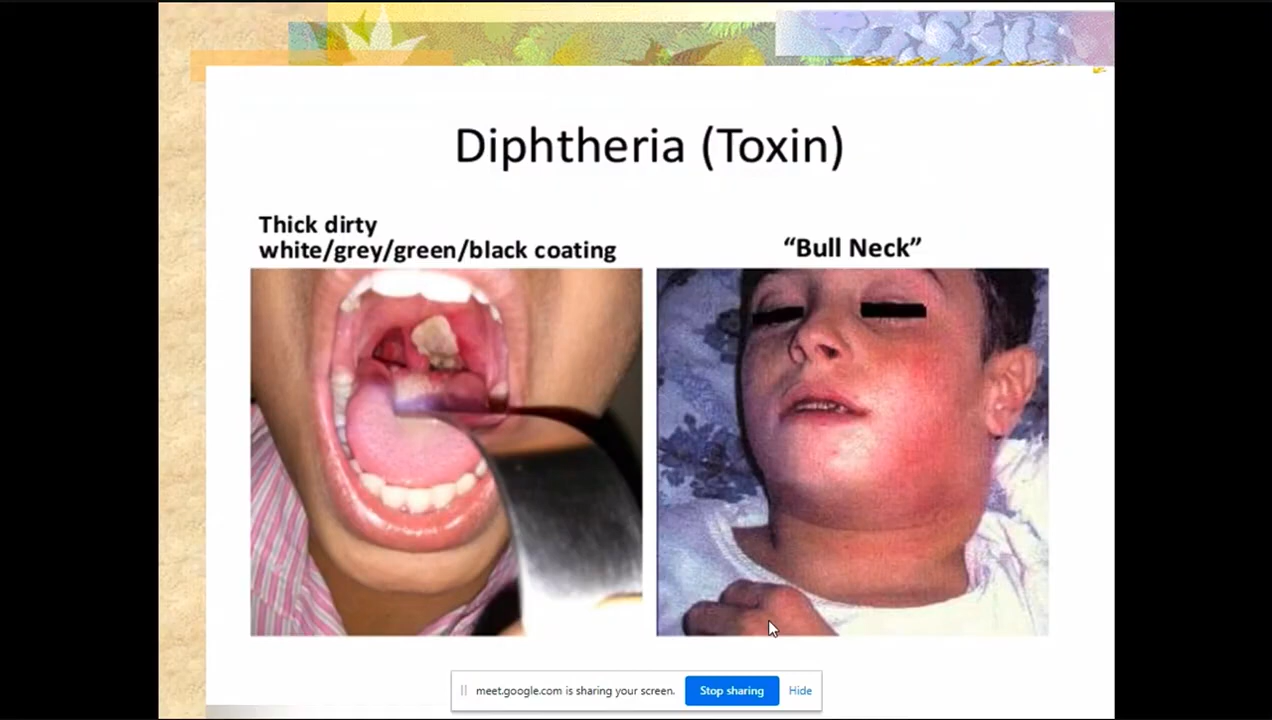 Diphtheria (Toxin)
Thick dirty
white/grey/green/black coating
“Bull Neck”
meet.google.com is sharing your screen.
Stop sharing
Hide